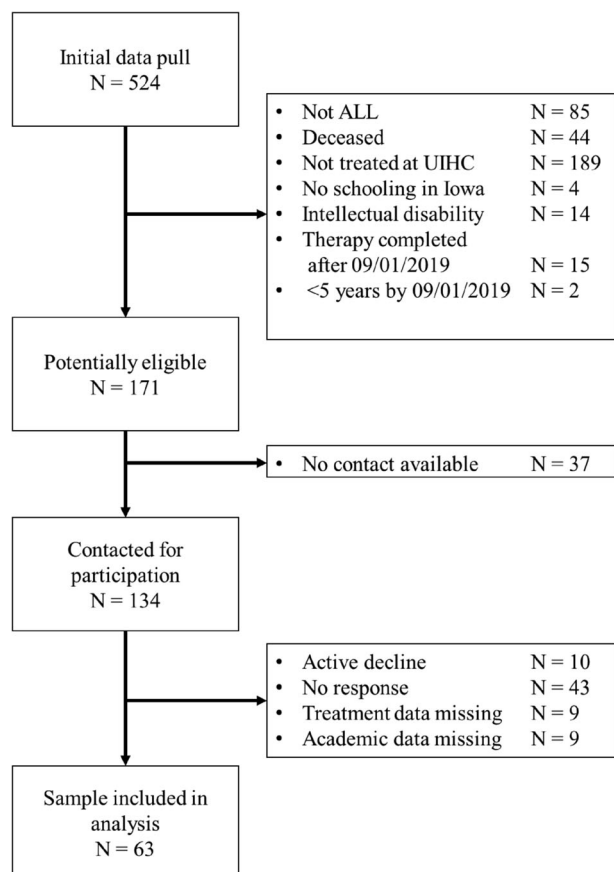 Initial data pull
N = 524
• Not ALL N = 85
• Deceased N = 44
• Not treated at UIHC N = 189
• No schooling in Iowa N = 4
• Intellectual disability N = 14
• Therapy completed
after 09/01/2019 N = 15
• <5 years by 09/01/2019 N = 2
Potentially eligible
N = 171
• No contact available N = 37
Contacted for
participation
N = 134
• Active decline N = 10
• No response N = 43
• Treatment data missing N = 9
• Academic data missing N = 9
Sample included in
analysis
N = 63